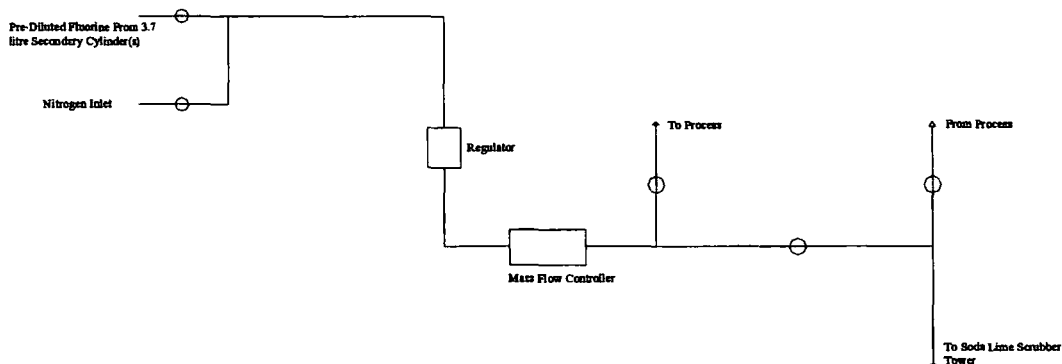 Pre-Diluted Fluorine From 3.7
litre Secondary Cylinder(s)
Nitrogen Inlet
Regulator
To Process
From Process
Mass Flow Controller
To Soda Lime Scrubber
Tower